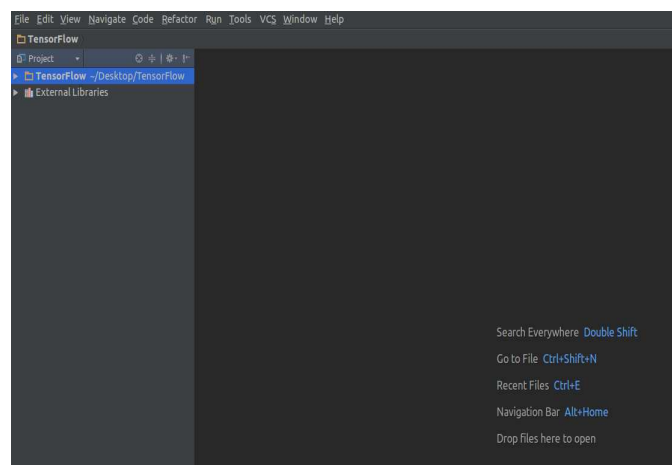 File Edit View Navigate Code Refactor Run Tools VCS Window Help
TensorFlow
Project
TensorFlow ~/Desktop/TensorFlow
External Libraries
Search Everywhere Double Shift
Go to File Ctrl+Shift+N
Recent Files Ctrl+E
Navigation Bar Alt+Home
Drop files here to open